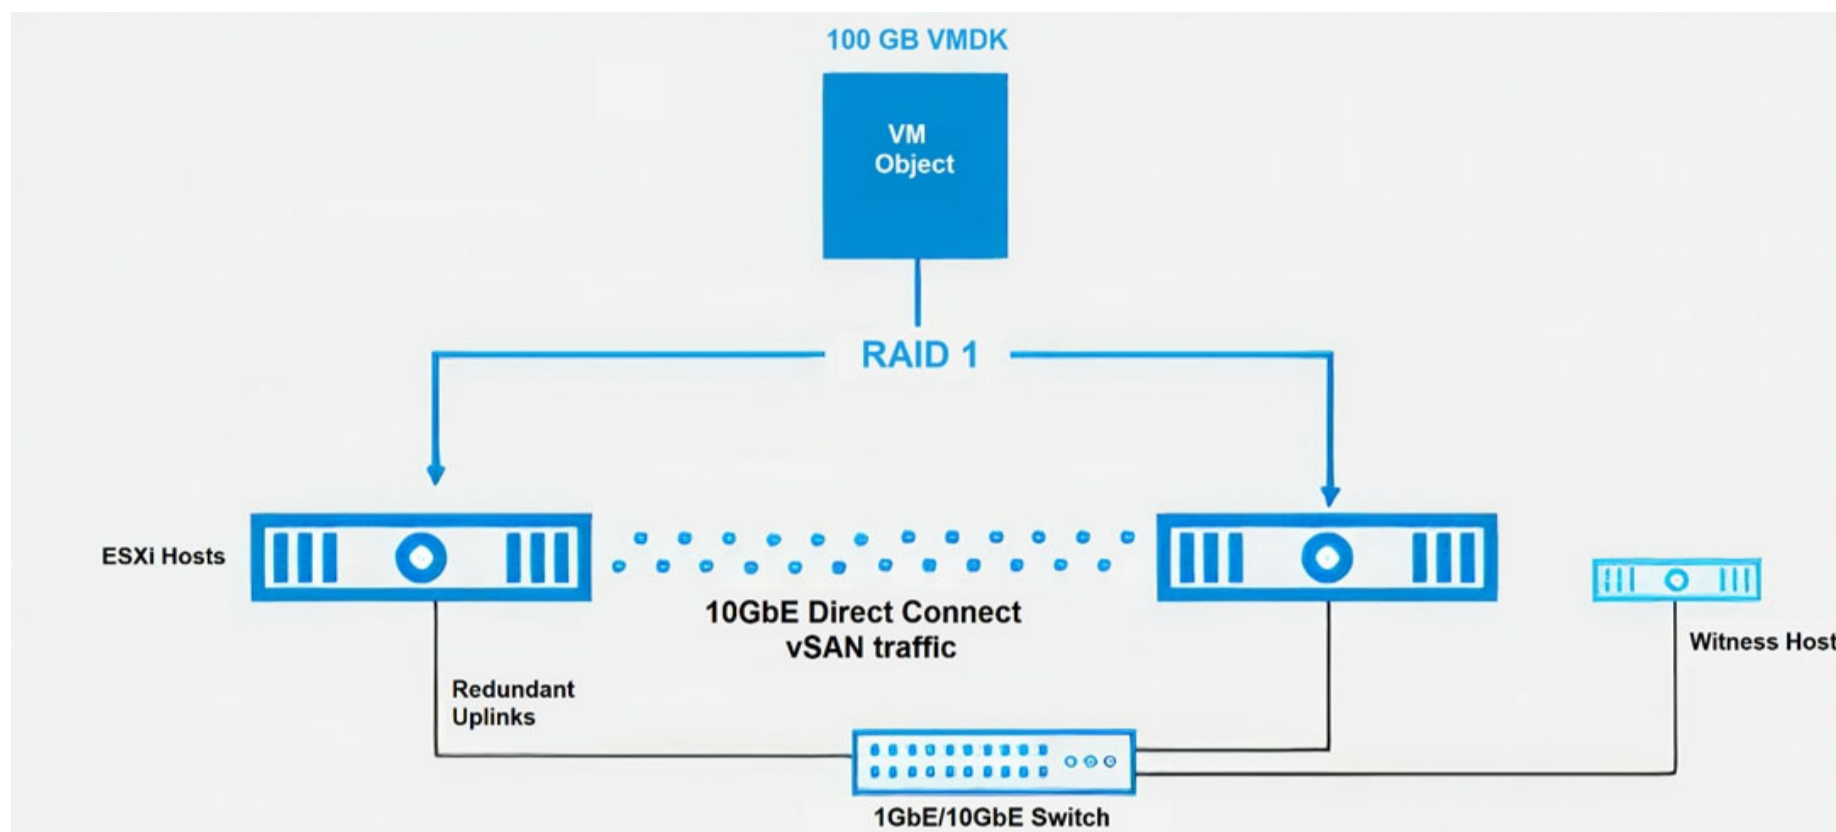 100 GB VMDK
VM
Object
RAID 1
ESXi Hosts
10GbE Direct Connect
vSAN traffic
Witness Host
Redundant
Uplinks
1GbE/10GbE Switch